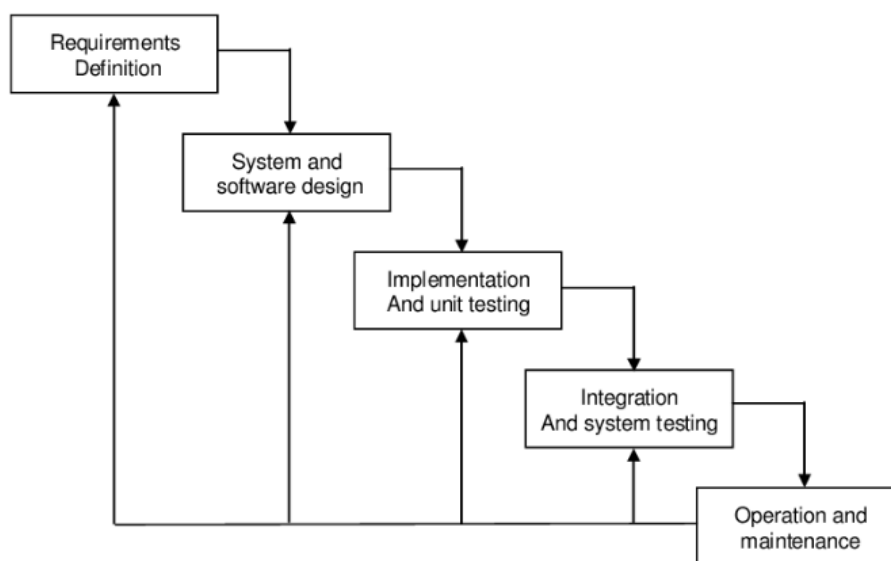 Requirements
Definition
System and
software design
Implementation
And unit testing
Integration
And system testing
Operation and
maintenance